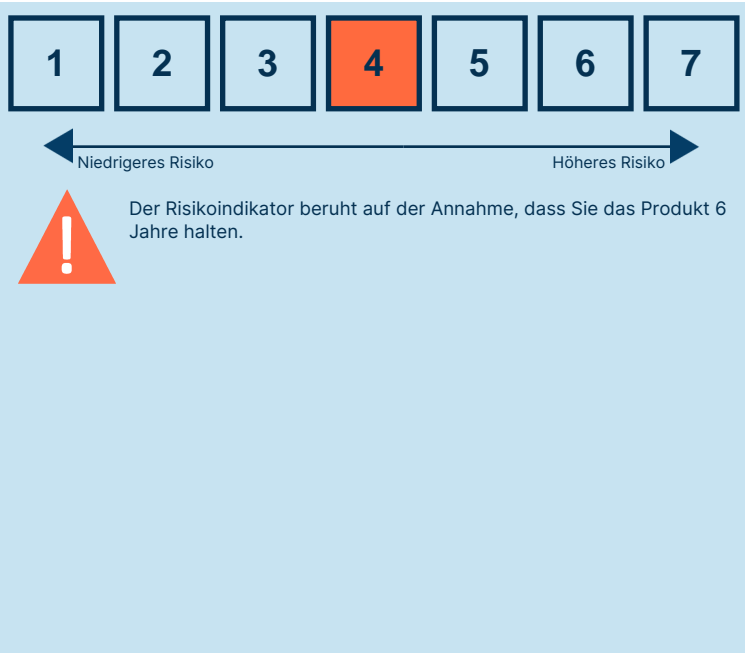 1 2 3 4 5 6 7
Niedrigeres Risiko Höheres Risiko
Der Risikoindikator beruht auf der Annahme, dass Sie das Produkt 6
Jahre halten.